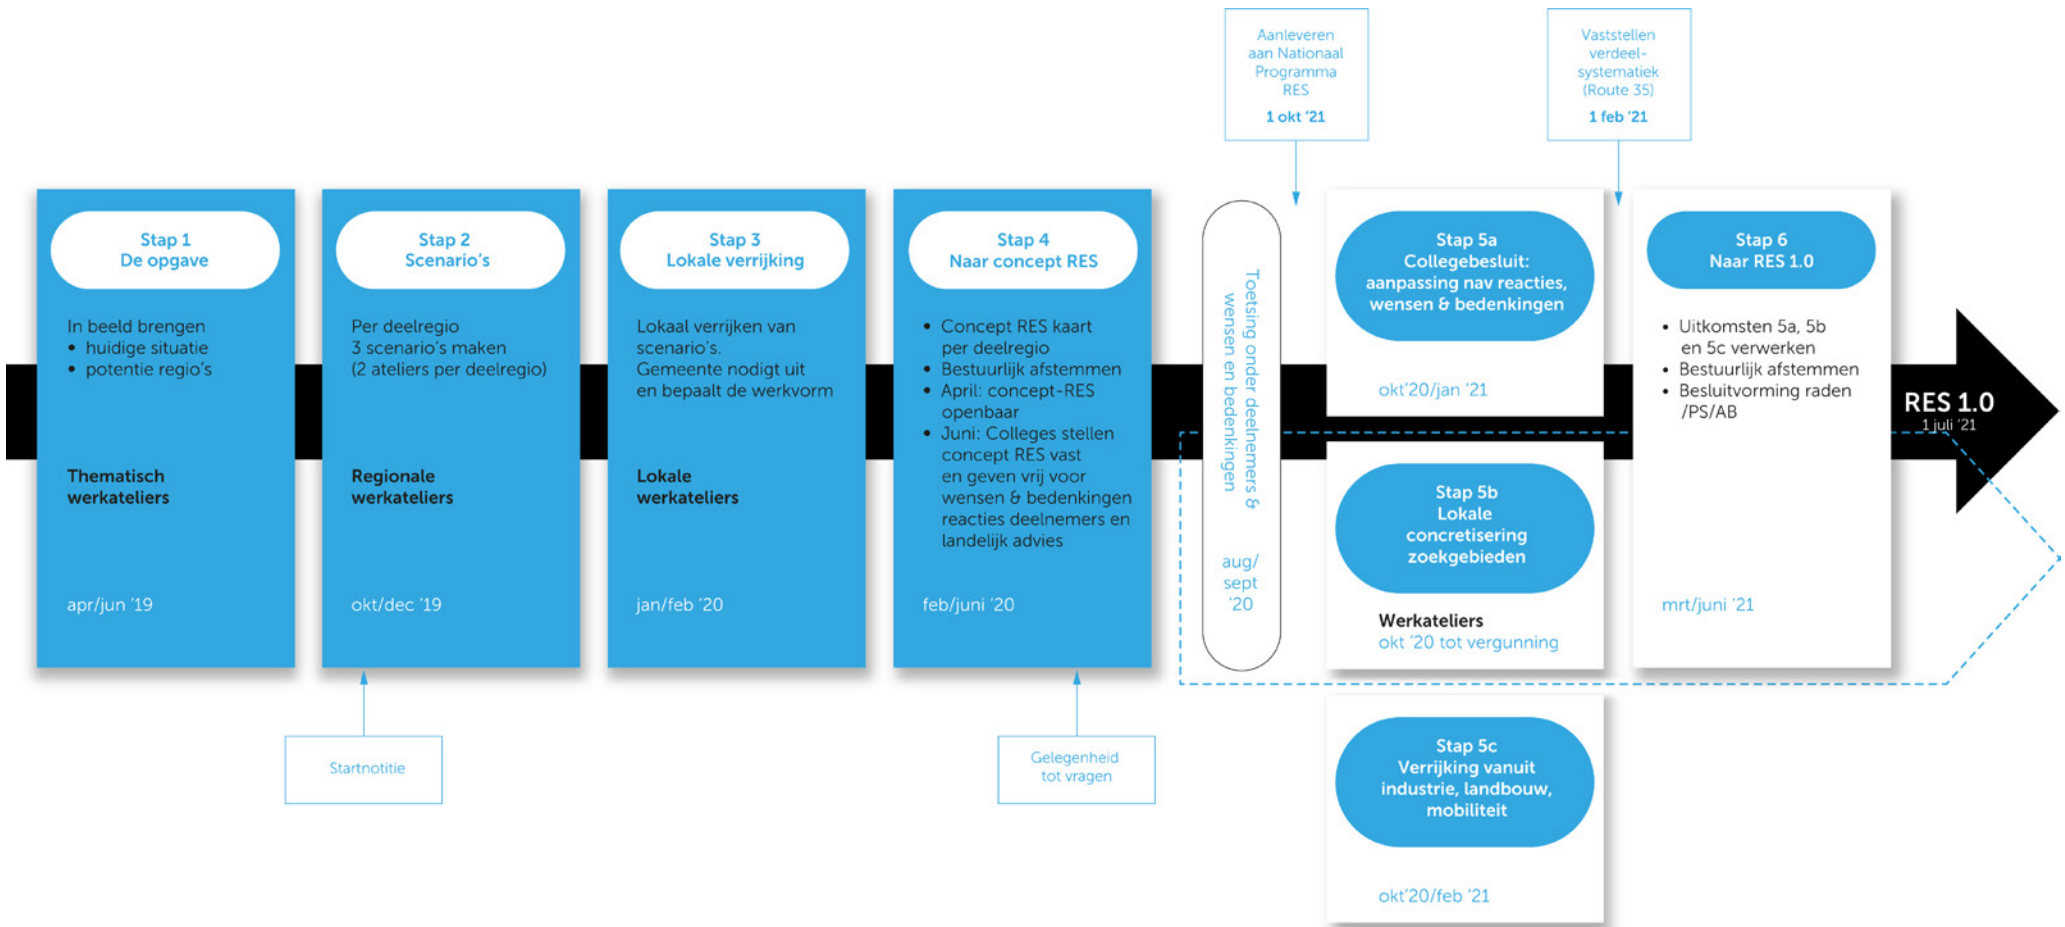 Aanleveren
aan Nationaal
Programma
RES
1 okt ’21
Vaststellen
verdeel-
systematiek
(Route 35)
1 feb ’21
Stap 1
De opgave
In beeld brengen
• huidige situatie
• potentie regio’s
Thematisch
werkateliers
apr/jun ’19
Stap 2
Scenario’s
Per deelregio
3 scenario’s maken
(2 ateliers per deelregio)
Regionale
werkateliers
okt/dec ’19
Stap 3
Lokale verrijking
Lokaal verrijken van
scenario’s.
Gemeente nodigt uit
en bepaalt de werkvorm
Lokale
werkateliers
jan/feb ’20
Stap 4
Naar concept RES
• Concept RES kaart
per deelregio
• Bestuurlijk afstemmen
• April: concept-RES
openbaar
• Juni: Colleges stellen
concept RES vast
en geven vrij voor
wensen & bedenkingen
reacties deelnemers en
landelijk advies
feb/juni ’20
Toetsing onder deelnemers &
wensen en bedenkingen
aug/
sept
’20
Stap 5a
Collegebesluit:
aanpassing nav reacties,
wensen & bedenkingen
okt’20/jan ’21
Stap 5b
Lokale
concretisering
zoekgebieden
Werkateliers
okt ’20 tot vergunning
Stap 5c
Verrijking vanuit
industrie, landbouw,
mobiliteit
okt’20/feb ’21
Stap 6
Naar RES 1.0
• Uitkomsten 5a, 5b
en 5c verwerken
• Bestuurlijk afstemmen
• Besluitvorming raden
/PS/AB
mrt/juni ’21
RES 1.0
1 juli ’21
Startnotitie
Gelegenheid
tot vragen